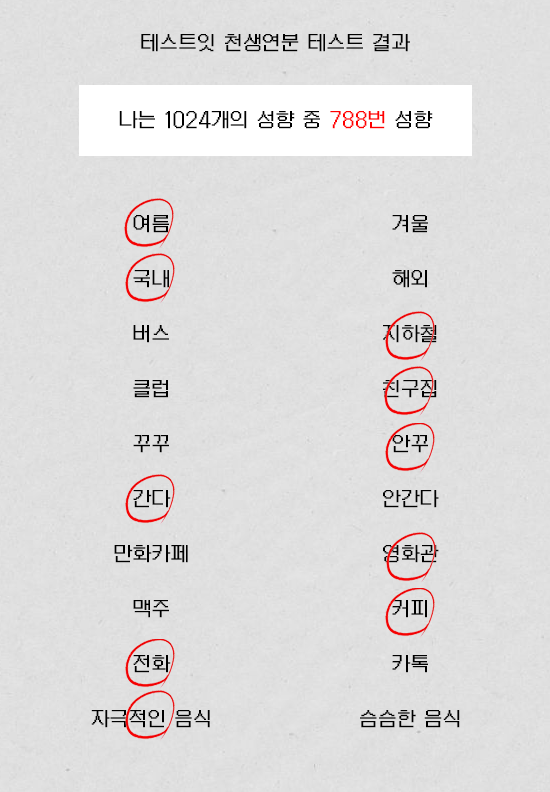 테스트잇 천생연분 테스트 결과
나는 1024개의 성향 중 788번 성향
여름 겨울
국내 해외
버스 지하철
클럽 친구집
꾸꾸 안꾸
간다 안간다
만화카페 영화관
맥주 커피
전화 카톡
자극적인 음식 슴슴한 음식